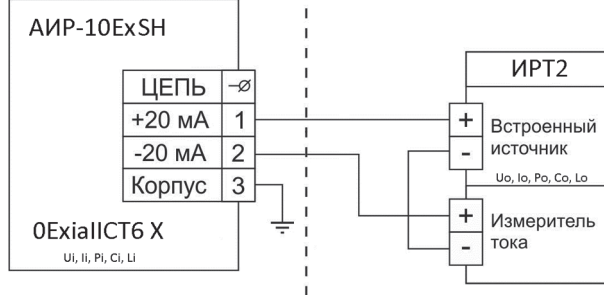 АИР-10ExSH
ЦЕПЬ
+20 мА 1
-20 мА 2
Корпус 3
0ExiaIICT6 X
Ui, Ii, Pi, Ci, Li
ИРТ2
+
-
Встроенный
источник
Uo, Io, Po, Co, Lo
+
-
Измеритель
тока